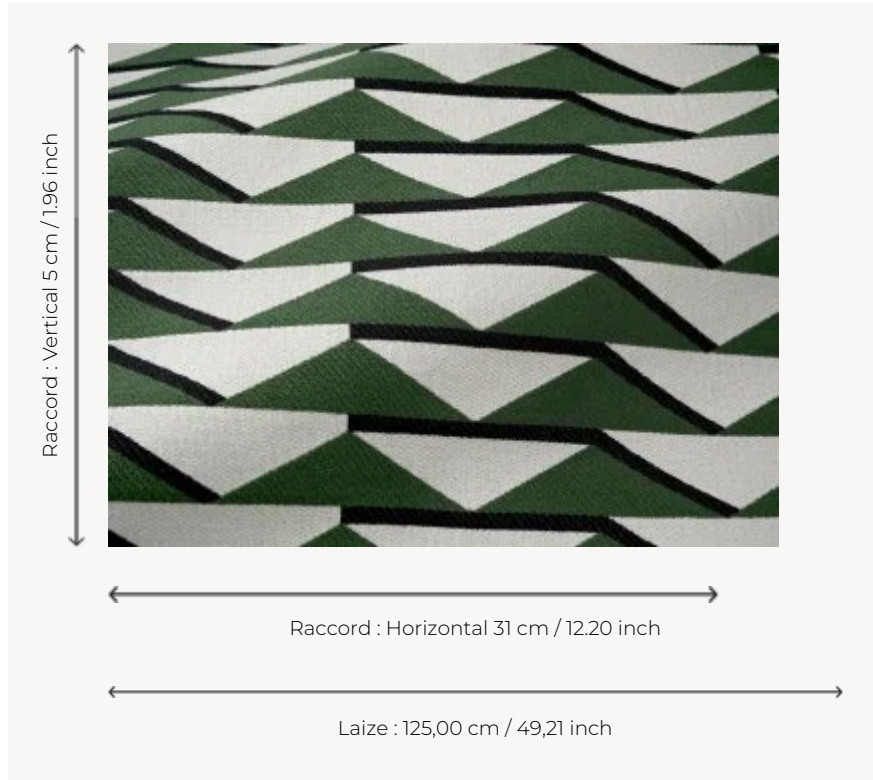 Raccord : Vertical 5 cm / 1.96 inch
Raccord : Horizontal 31 cm / 12.20 inch
Laize : 125,00 cm / 49,21 inch